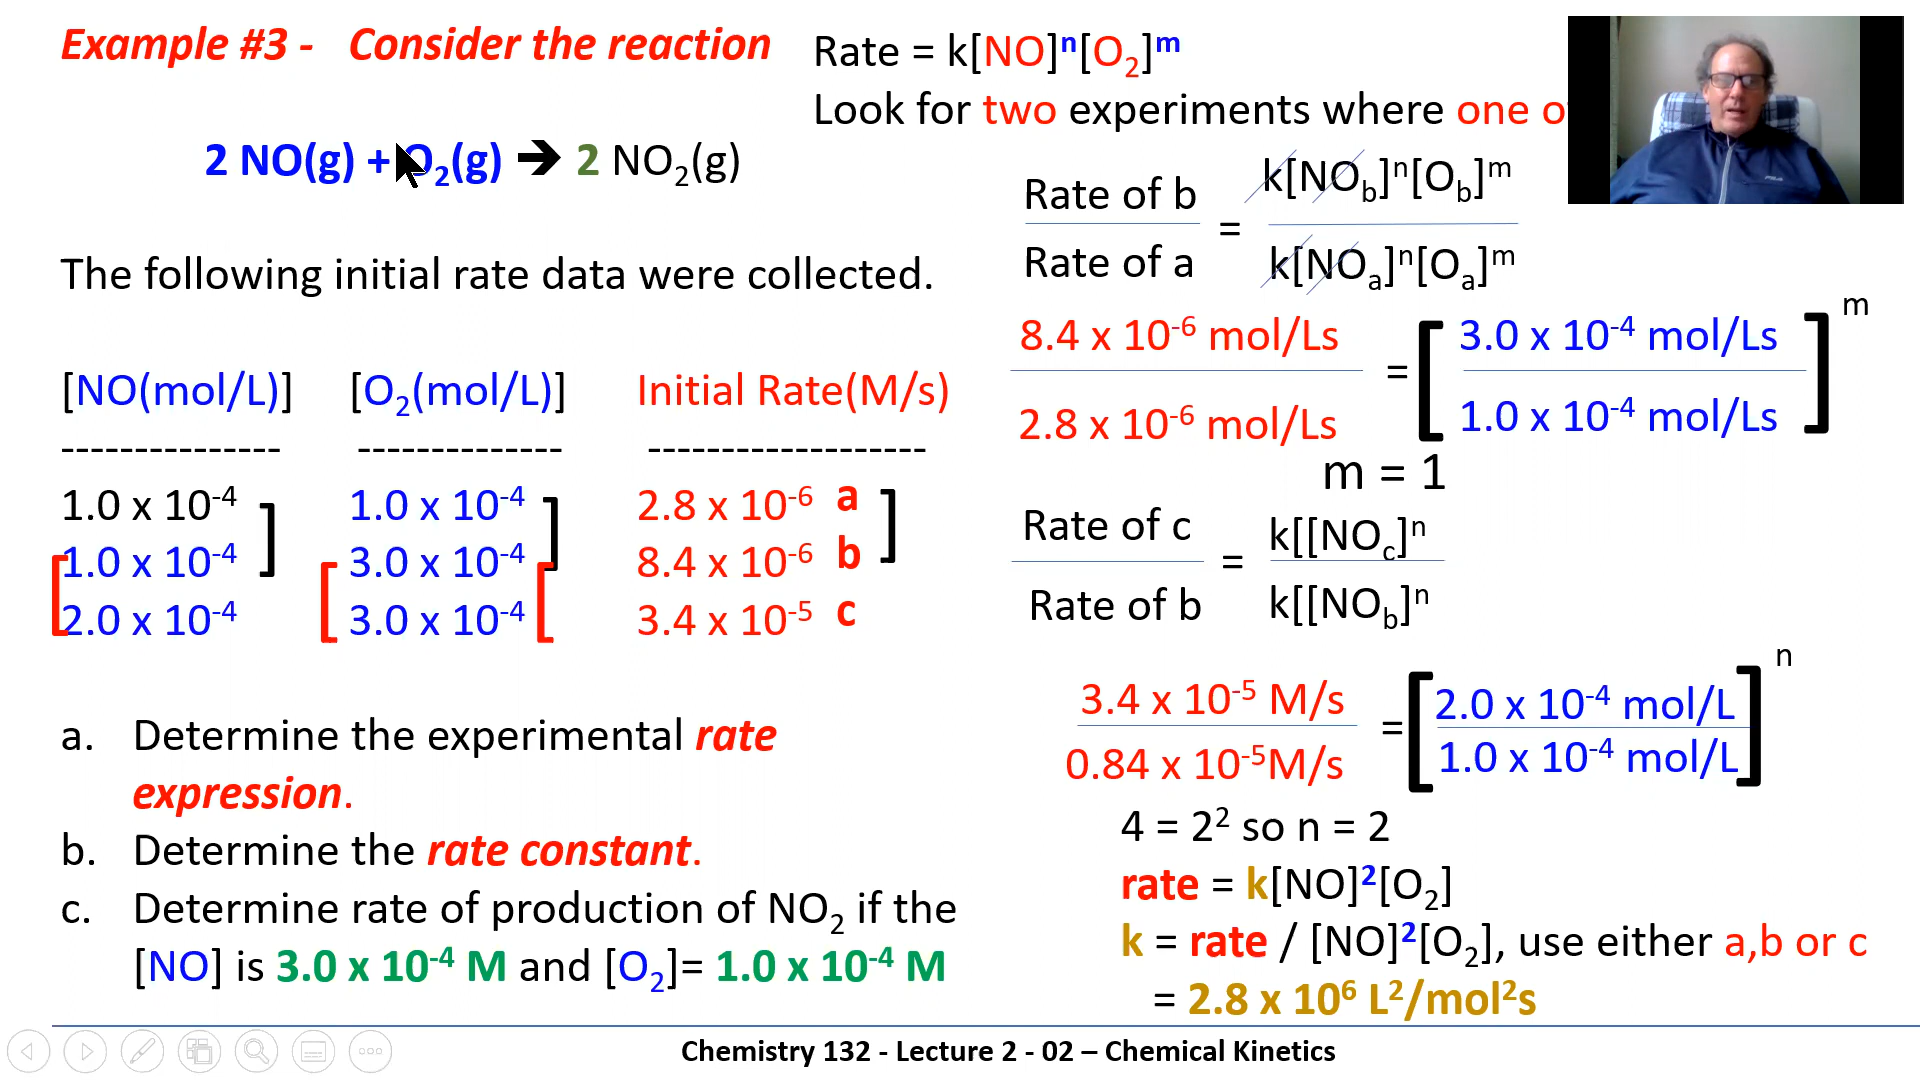 Example #3 - Consider the reaction
2 NO(g) + O₂(g) 🡺 2 NO₂(g)
The following initial rate data were collected.
[NO(mol/L)] [O₂(mol/L)] Initial Rate(M/s)
--------------- -------------- -------------------
1.0 x 10⁻⁴ 1.0 x 10⁻⁴ 2.8 x 10⁻⁶ a
1.0 x 10⁻⁴ 3.0 x 10⁻⁴ 8.4 x 10⁻⁶ b
2.0 x 10⁻⁴ 3.0 x 10⁻⁴ 3.4 x 10⁻⁵ c
a. Determine the experimental rate
expression.
b. Determine the rate constant.
c. Determine rate of production of NO₂ if the
[NO] is 3.0 x 10⁻⁴ M and [O₂]= 1.0 x 10⁻⁴ M
Rate = k[NO]ⁿ[O₂]ᵐ
Look for two experiments where one
Rate of b = k[NO_b]ⁿ[O_b]ᵐ
Rate of a k[NOₐ]ⁿ[Oₐ]ᵐ
8.4 x 10⁻⁶ mol/Ls = [3.0 x 10⁻⁴ mol/Ls]ᵐ
2.8 x 10⁻⁶ mol/Ls 1.0 x 10⁻⁴ mol/Ls
m = 1
Rate of c = k[[NO_c]ⁿ
Rate of b k[[NO_b]ⁿ
3.4 x 10⁻⁵ M/s = [2.0 x 10⁻⁴ mol/L]ⁿ
0.84 x 10⁻⁵M/s 1.0 x 10⁻⁴ mol/L
4 = 2² so n = 2
rate = k[NO]²[O₂]
k = rate / [NO]²[O₂], use either a,b or c
= 2.8 x 10⁶ L²/mol²s
Chemistry 132 - Lecture 2 - 02 – Chemical Kinetics